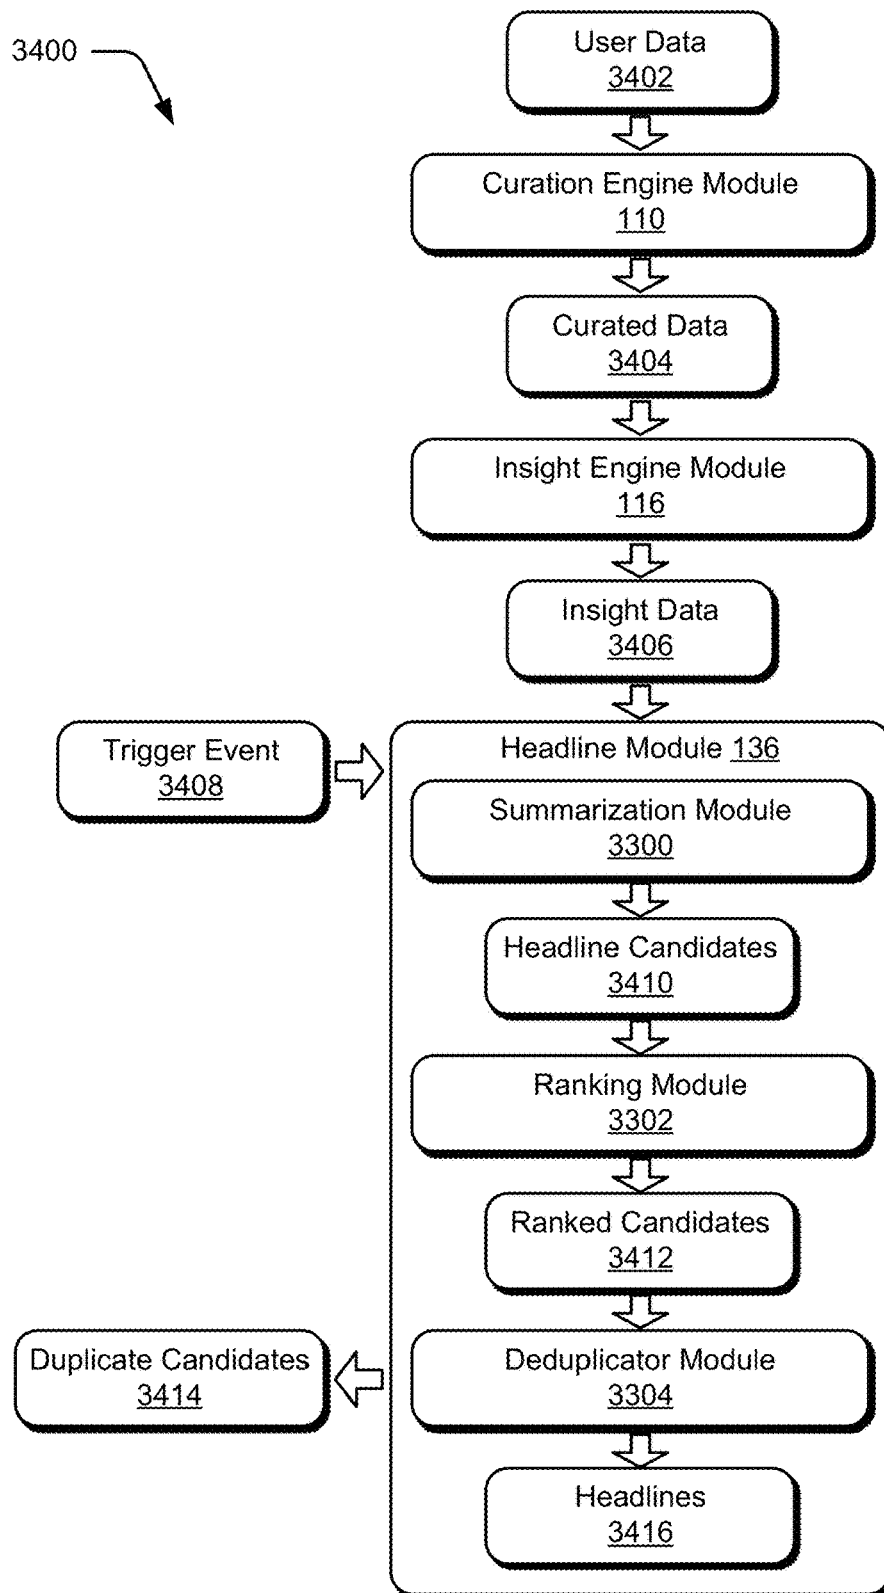 3400
User Data
3402
Curation Engine Module
110
Curated Data
3404
Insight Engine Module
116
Insight Data
3406
Trigger Event
3408
Headline Module 136
Summarization Module
3300
Headline Candidates
3410
Ranking Module
3302
Ranked Candidates
3412
Duplicate Candidates
3414
Deduplicator Module
3304
Headlines
3416